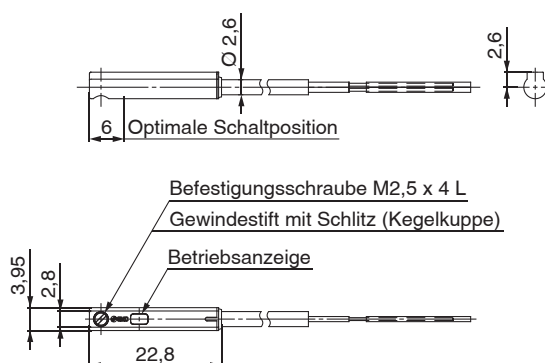 Ø 2,6
2,6
6
Optimale Schaltposition
Befestigungsschraube M2,5 x 4 L
Gewindestift mit Schlitz (Kegelkuppe)
Betriebsanzeige
3,95
2,8
22,8